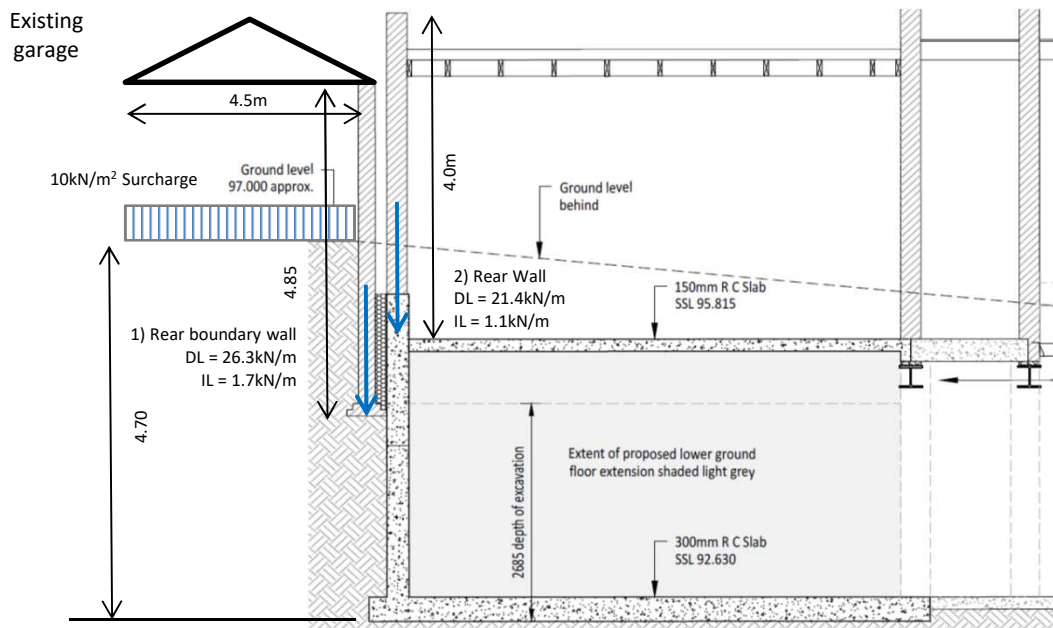 Existing
garage
4.5m
10kN/m² Surcharge
Ground level
97.000 approx.
4.0m
Ground level
behind
4.85
2) Rear Wall
DL = 21.4kN/m
IL = 1.1kN/m
150mm R C Slab
SSL 95.815
1) Rear boundary wall
DL = 26.3kN/m
IL = 1.7kN/m
4.70
2685 depth of excavation
Extent of proposed lower ground
floor extension shaded light grey
300mm R C Slab
SSL 92.630